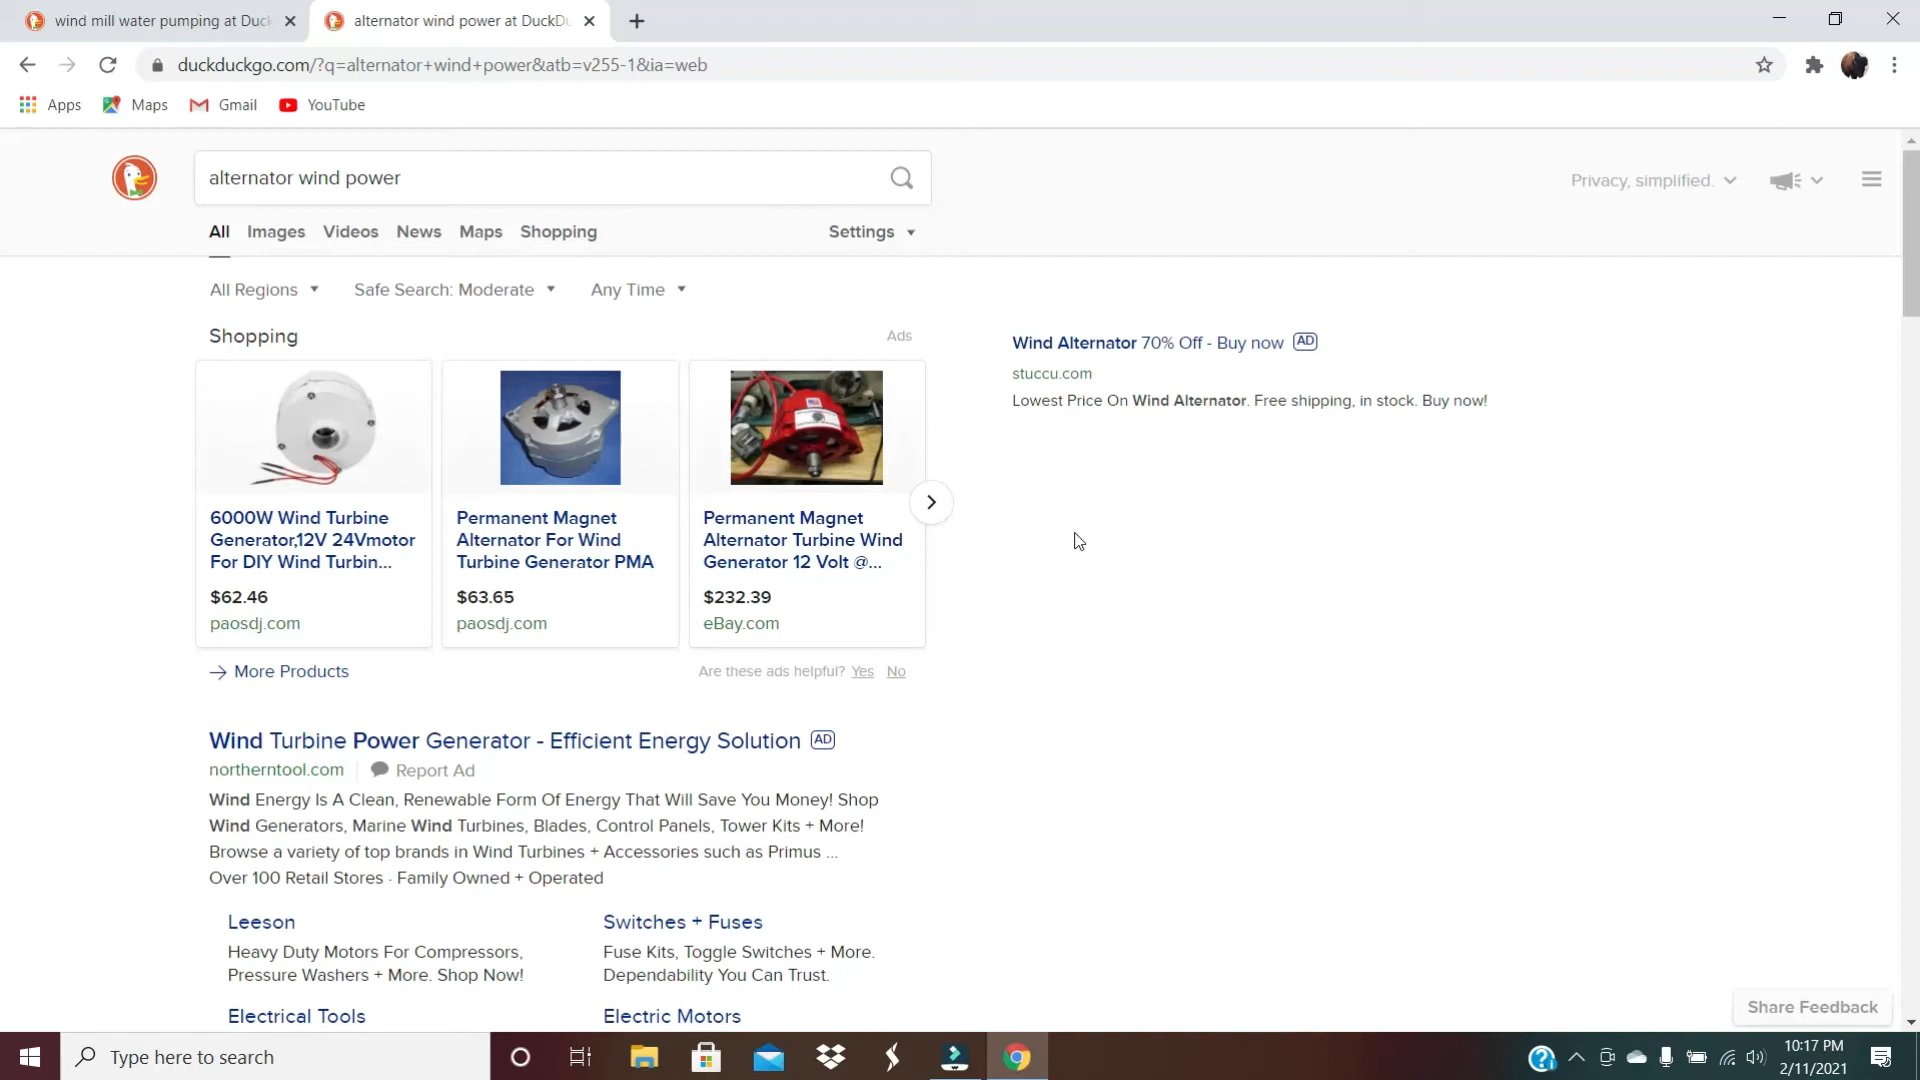 wind mill water pumping at Duck
alternator wind power at DuckDu
duckduckgo.com/?q=alternator+wind+power&atb=v255-1&ia=web
Apps Maps Gmail YouTube
alternator wind power
Privacy, simplified.
All Images Videos News Maps Shopping Settings
All Regions Safe Search: Moderate Any Time
Shopping Ads
Wind Alternator 70% Off - Buy now AD
stuccu.com
Lowest Price On Wind Alternator. Free shipping, in stock. Buy now!
6000W Wind Turbine
Generator,12V 24Vmotor
For DIY Wind Turbin...
$62.46
paosdj.com
Permanent Magnet
Alternator For Wind
Turbine Generator PMA
$63.65
paosdj.com
Permanent Magnet
Alternator Turbine Wind
Generator 12 Volt @...
$232.39
eBay.com
More Products
Are these ads helpful? Yes No
Wind Turbine Power Generator - Efficient Energy Solution AD
northerntool.com Report Ad
Wind Energy Is A Clean, Renewable Form Of Energy That Will Save You Money! Shop
Wind Generators, Marine Wind Turbines, Blades, Control Panels, Tower Kits + More!
Browse a variety of top brands in Wind Turbines + Accessories such as Primus ...
Over 100 Retail Stores · Family Owned + Operated
Leeson
Heavy Duty Motors For Compressors,
Pressure Washers + More. Shop Now!
Switches + Fuses
Fuse Kits, Toggle Switches + More.
Dependability You Can Trust.
Electrical Tools
Electric Motors
Share Feedback
Type here to search
10:17 PM
2/11/2021